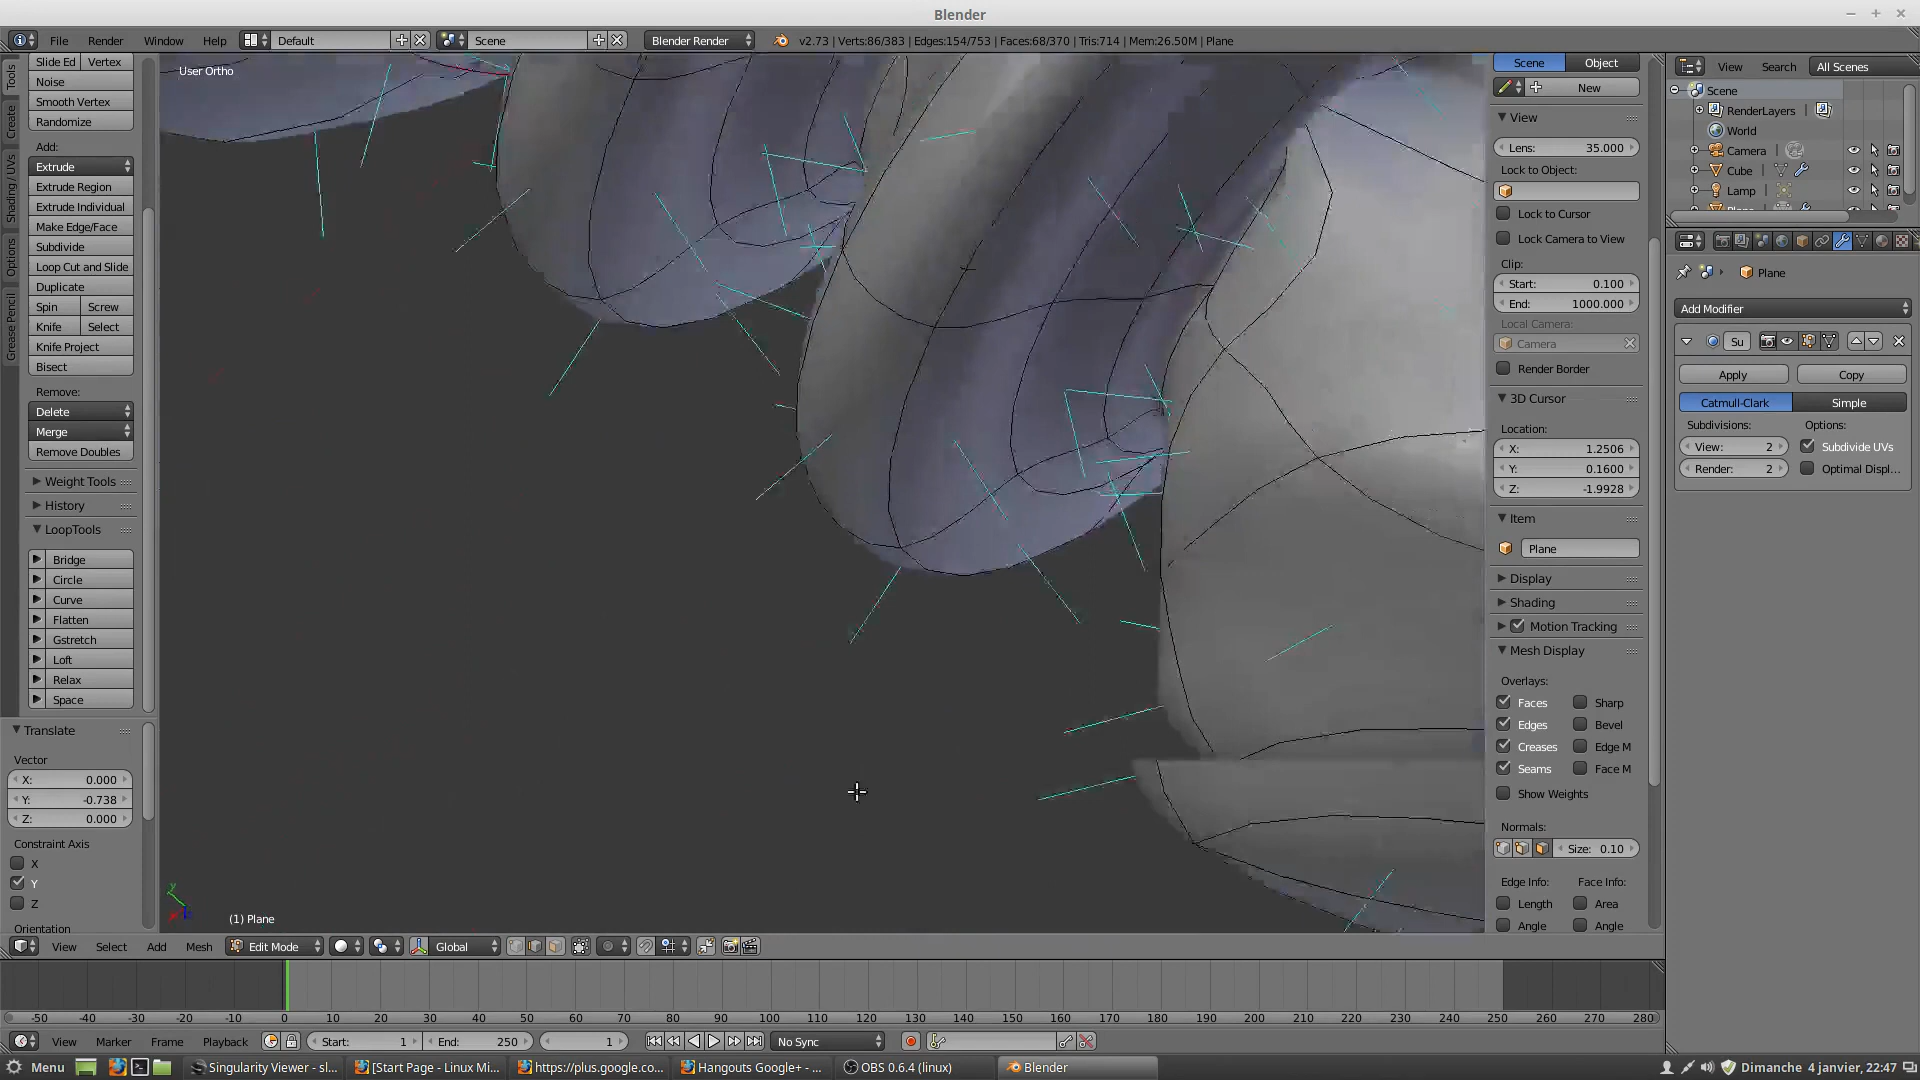 Blender
File Render Window Help Default Scene Blender Render v2.73 | Verts:86/383 | Edges:154/753 | Faces:68/370 | Tris:714 | Mem:26.50M | Plane
Tools
Create
Shading / UVs
Options
Grease Pencil
Slide Ed Vertex
Noise
Smooth Vertex
Randomize
Add:
Extrude
Extrude Region
Extrude Individual
Make Edge/Face
Subdivide
Loop Cut and Slide
Duplicate
Spin Screw
Knife Select
Knife Project
Bisect
Remove:
Delete
Merge
Remove Doubles
Weight Tools
History
LoopTools
Bridge
Circle
Curve
Flatten
Gstretch
Loft
Relax
Space
Translate
Vector
X: 0.000
Y: -0.738
Z: 0.000
Constraint Axis
X
Y
Z
Orientation
User Ortho
(1) Plane
Scene Object
New
View
Lens: 35.000
Lock to Object:
Lock to Cursor
Lock Camera to View
Clip:
Start: 0.100
End: 1000.000
Local Camera:
Camera
Render Border
3D Cursor
Location:
X: 1.2506
Y: 0.1600
Z: -1.9928
Item
Plane
Display
Shading
Motion Tracking
Mesh Display
Overlays:
Faces Sharp
Edges Bevel
Creases Edge M
Seams Face M
Show Weights
Normals:
Size: 0.10
Edge Info: Face Info:
Length Area
Angle Angle
View Search All Scenes
Scene
RenderLayers
World
Camera
Cube
Lamp
Plane
Add Modifier
Su
Apply Copy
Catmull-Clark Simple
Subdivisions: Options:
View: 2 Subdivide UVs
Render: 2 Optimal Displ...
View Select Add Mesh Edit Mode Global
-50 -40 -30 -20 -10 0 10 20 30 40 50 60 70 80 90 100 110 120 130 140 150 160 170 180 190 200 210 220 230 240 250 260 270 280
View Marker Frame Playback Start: 1 End: 250 1 No Sync
Menu Singularity Viewer - sl... [Start Page - Linux Mi... https://plus.google.co... Hangouts Google+ - ... OBS 0.6.4 (linux) Blender Dimanche 4 janvier, 22:47